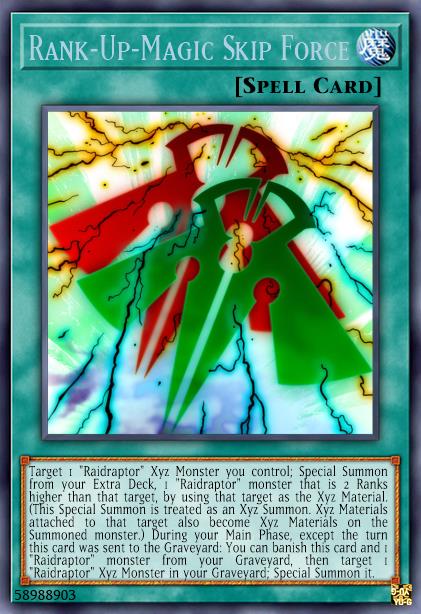 Rank-Up-Magic Skip Force
魔
[Spell Card]
Target 1 "Raidraptor" Xyz Monster you control; Special Summon
from your Extra Deck, 1 "Raidraptor" monster that is 2 Ranks
higher than that target, by using that target as the Xyz Material.
(This Special Summon is treated as an Xyz Summon. Xyz Materials
attached to that target also become Xyz Materials on the
Summoned monster.) During your Main Phase, except the turn
this card was sent to the Graveyard: You can banish this card and 1
"Raidraptor" monster from your Graveyard, then target 1
"Raidraptor" Xyz Monster in your Graveyard; Special Summon it.
58988903